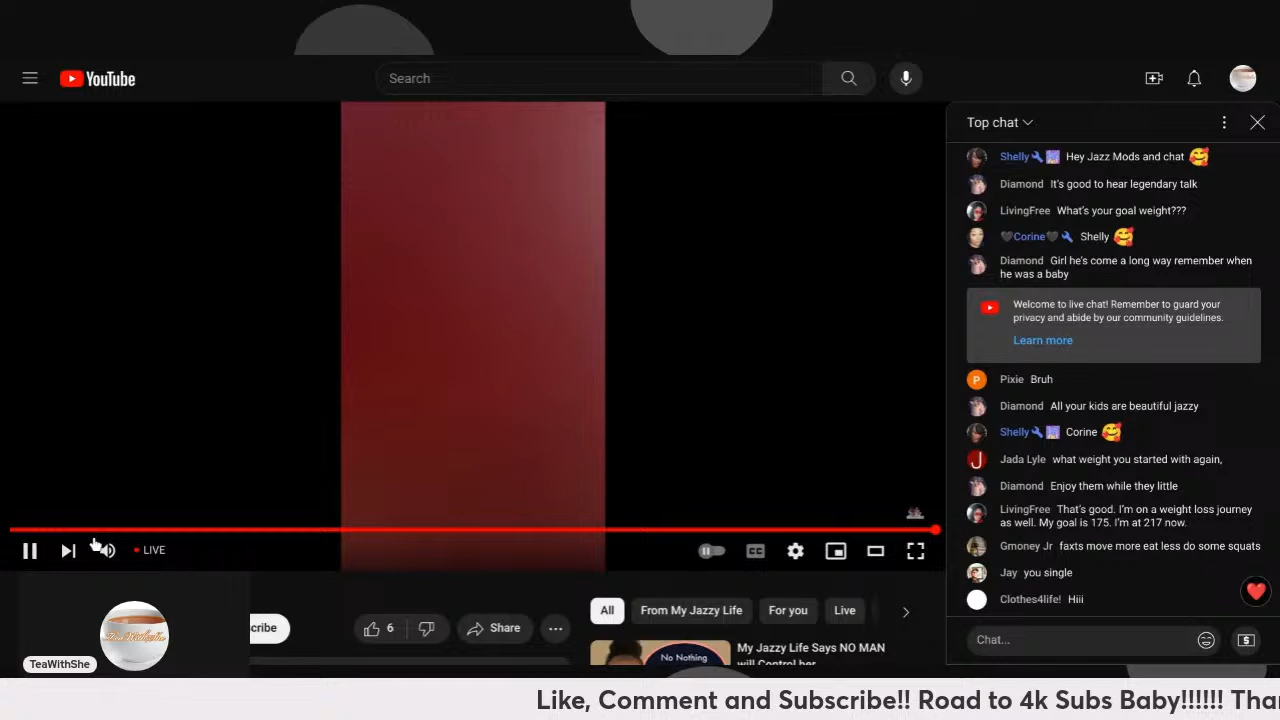 YouTube
Search
Top chat
Shelly Hey Jazz Mods and chat
Diamond It's good to hear legendary talk
LivingFree What's your goal weight???
🖤Corine🖤 Shelly
Diamond Girl he's come a long way remember when
he was a baby
Welcome to live chat! Remember to guard your
privacy and abide by our community guidelines.
Learn more
P
Pixie Bruh
Diamond All your kids are beautiful jazzy
Shelly Corine
J
Jada Lyle what weight you started with again,
Diamond Enjoy them while they little
LivingFree That's good. I'm on a weight loss journey
as well. My goal is 175. I'm at 217 now.
Gmoney Jr faxts move more eat less do some squats
Jay you single
Clothes4life! Hiii
Chat...
LIVE
CC
TeaWithShe
cribe
6
Share
All
From My Jazzy Life
For you
Live
No Nothing
My Jazzy Life Says NO MAN
will Control her
Like, Comment and Subscribe!! Road to 4k Subs Baby!!!!!! Tha